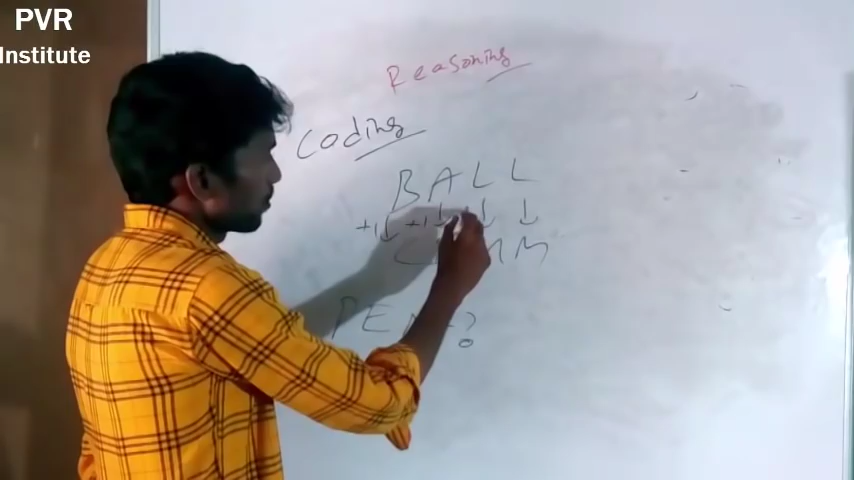 PVR
Institute
Reasoning
Coding
BALL
+1 +1
C M M
PEN ?